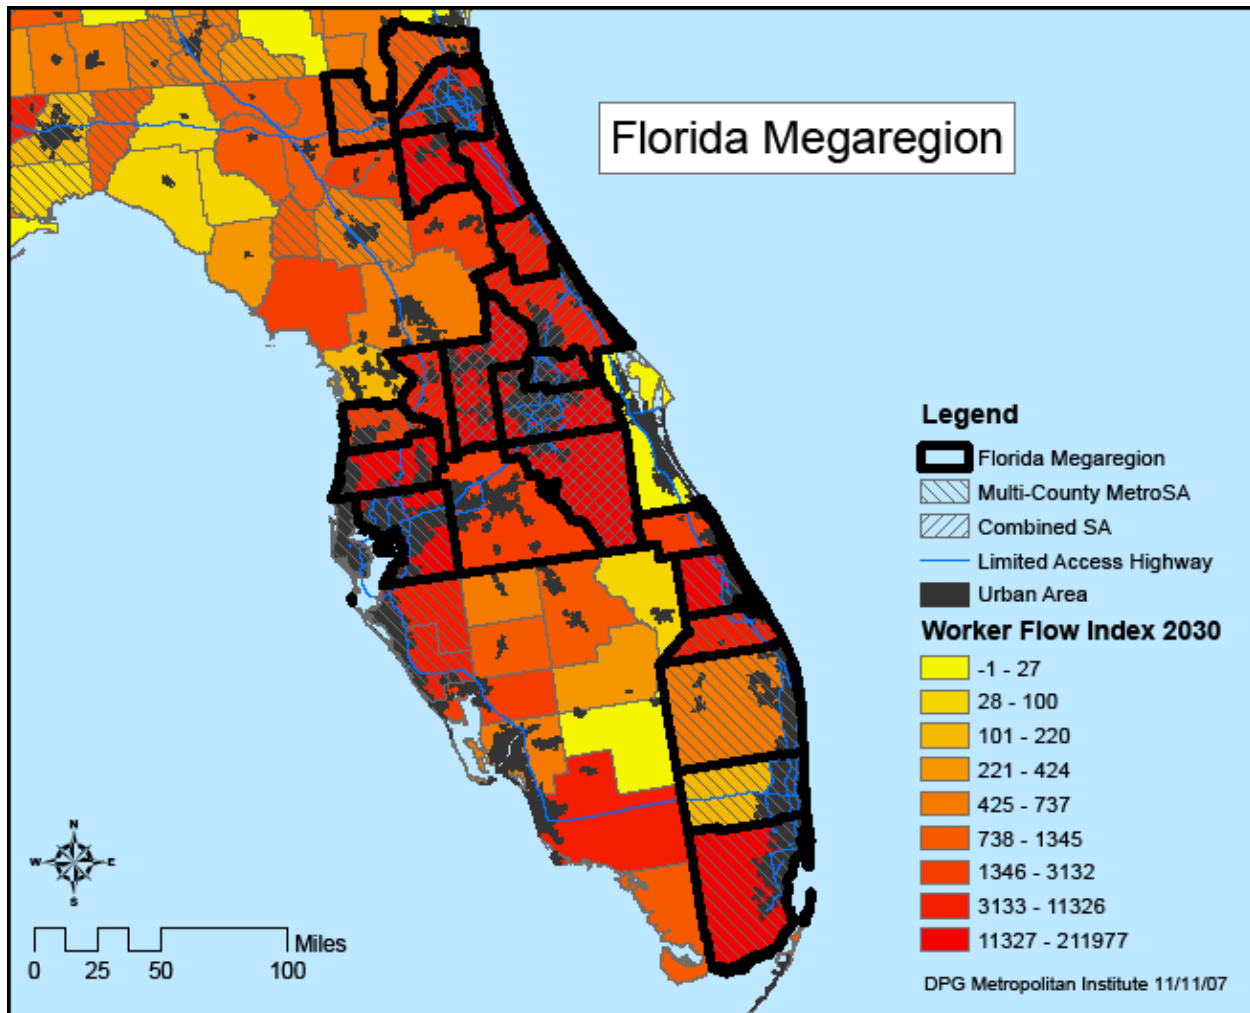 Florida Megaregion
Legend
Florida Megaregion
Multi-County MetroSA
Combined SA
Limited Access Highway
Urban Area
Worker Flow Index 2030
-1 - 27
28 - 100
101 - 220
221 - 424
425 - 737
738 - 1345
1346 - 3132
3133 - 11326
11327 - 211977
DPG Metropolitan Institute 11/11/07
N
W E
S
Miles
0 25 50 100